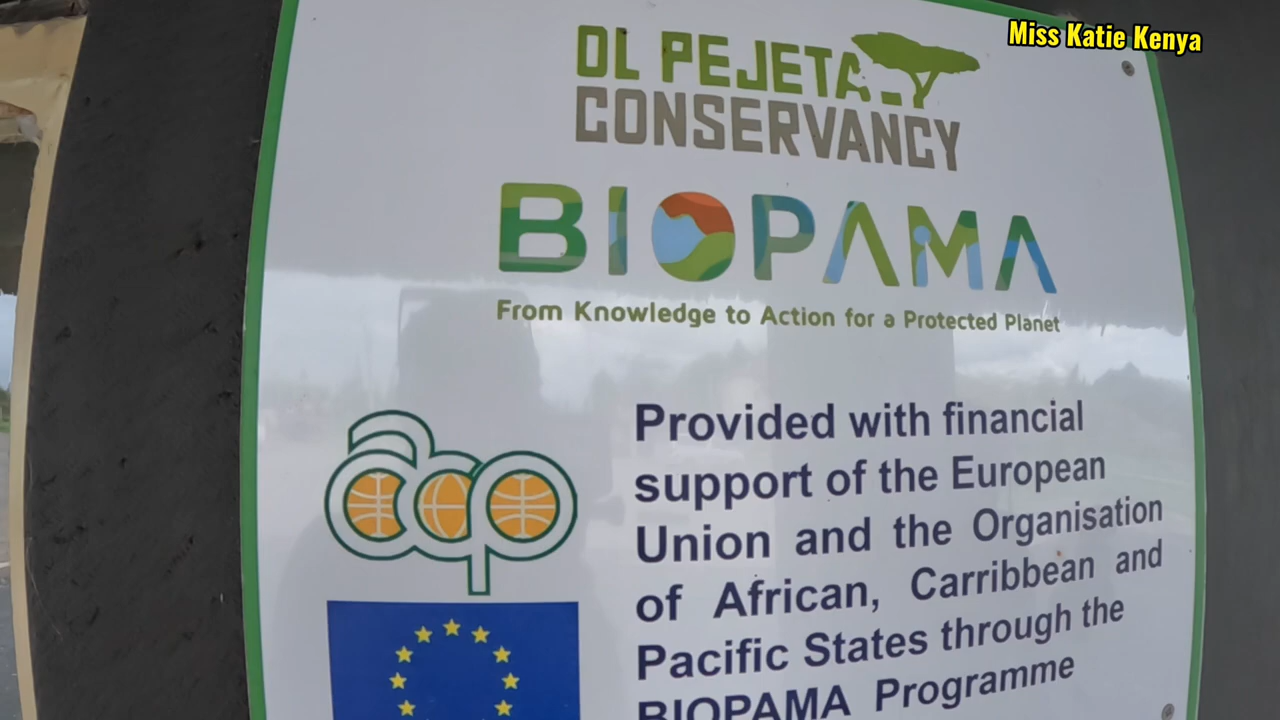 Miss Katie Kenya
OL PEJETA
CONSERVANCY
BIOPAMA
From Knowledge to Action for a Protected Planet
acp
Provided with financial
support of the European
Union and the Organisation
of African, Carribbean and
Pacific States through the
BIOPAMA Programme